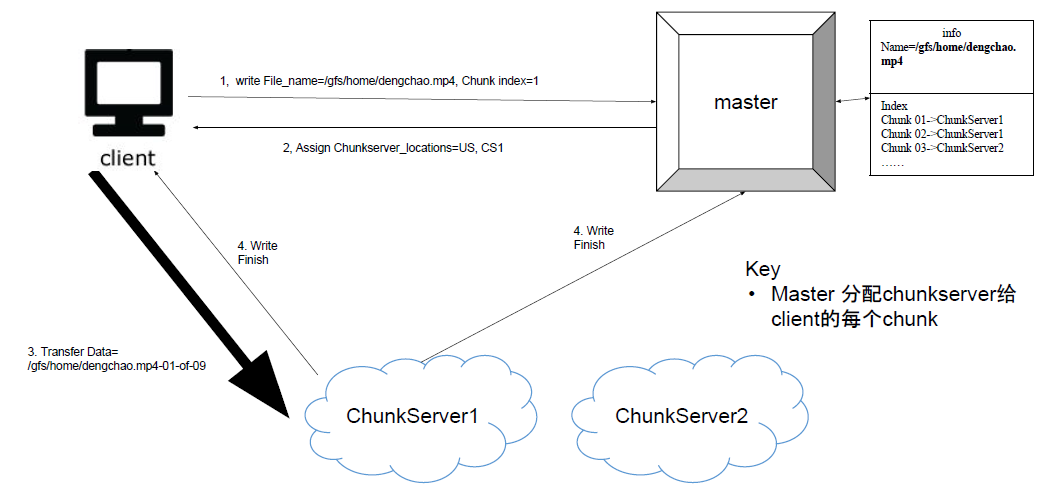 info
Name=/gfs/home/dengchao.
mp4
1,  write File_name=/gfs/home/dengchao.mp4, Chunk index=1
master
Index
Chunk 01->ChunkServer1
Chunk 02->ChunkServer1
Chunk 03->ChunkServer2
……
2, Assign Chunkserver_locations=US, CS1
client
4. Write
Finish
4. Write
Finish
Key
• Master 分配chunkserver给
client的每个chunk
3. Transfer Data=
/gfs/home/dengchao.mp4-01-of-09
ChunkServer1
ChunkServer2